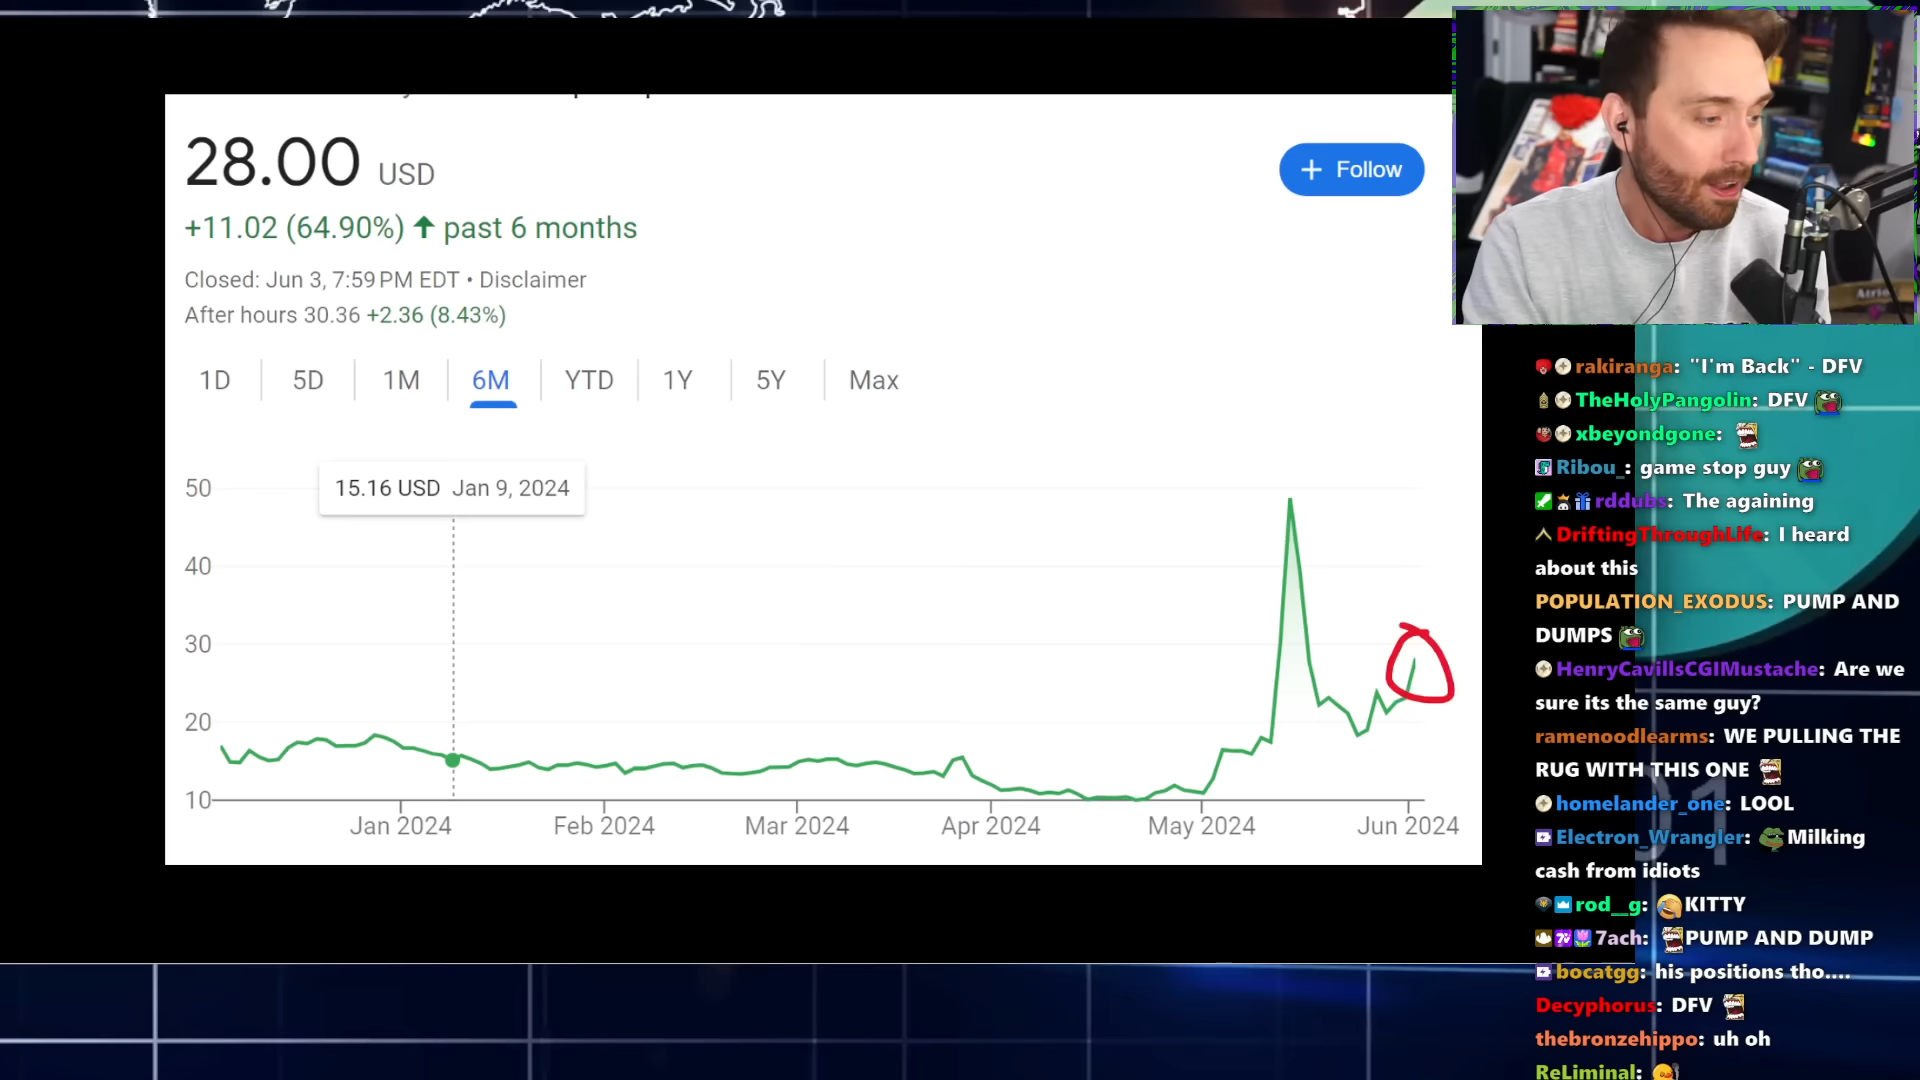 28.00 USD
+ Follow
+11.02 (64.90%) ↑ past 6 months
Closed: Jun 3, 7:59 PM EDT • Disclaimer
After hours 30.36 +2.36 (8.43%)
1D 5D 1M 6M YTD 1Y 5Y Max
15.16 USD Jan 9, 2024
50
40
30
20
10
Jan 2024 Feb 2024 Mar 2024 Apr 2024 May 2024 Jun 2024
rakiranga: "I'm Back" - DFV
TheHolyPangolin: DFV
xbeyondgone:
Ribou_: game stop guy
rddubs: The againing
DriftingThroughLife: I heard
about this
POPULATION_EXODUS: PUMP AND
DUMPS
HenryCavillsCGIMustache: Are we
sure its the same guy?
ramenoodlearms: WE PULLING THE
RUG WITH THIS ONE
homelander_one: LOOL
Electron_Wrangler: Milking
cash from idiots
rod__g: KITTY
7ach: PUMP AND DUMP
bocatgg: his positions tho....
Decyphorus: DFV
thebronzehippo: uh oh
ReLiminal: